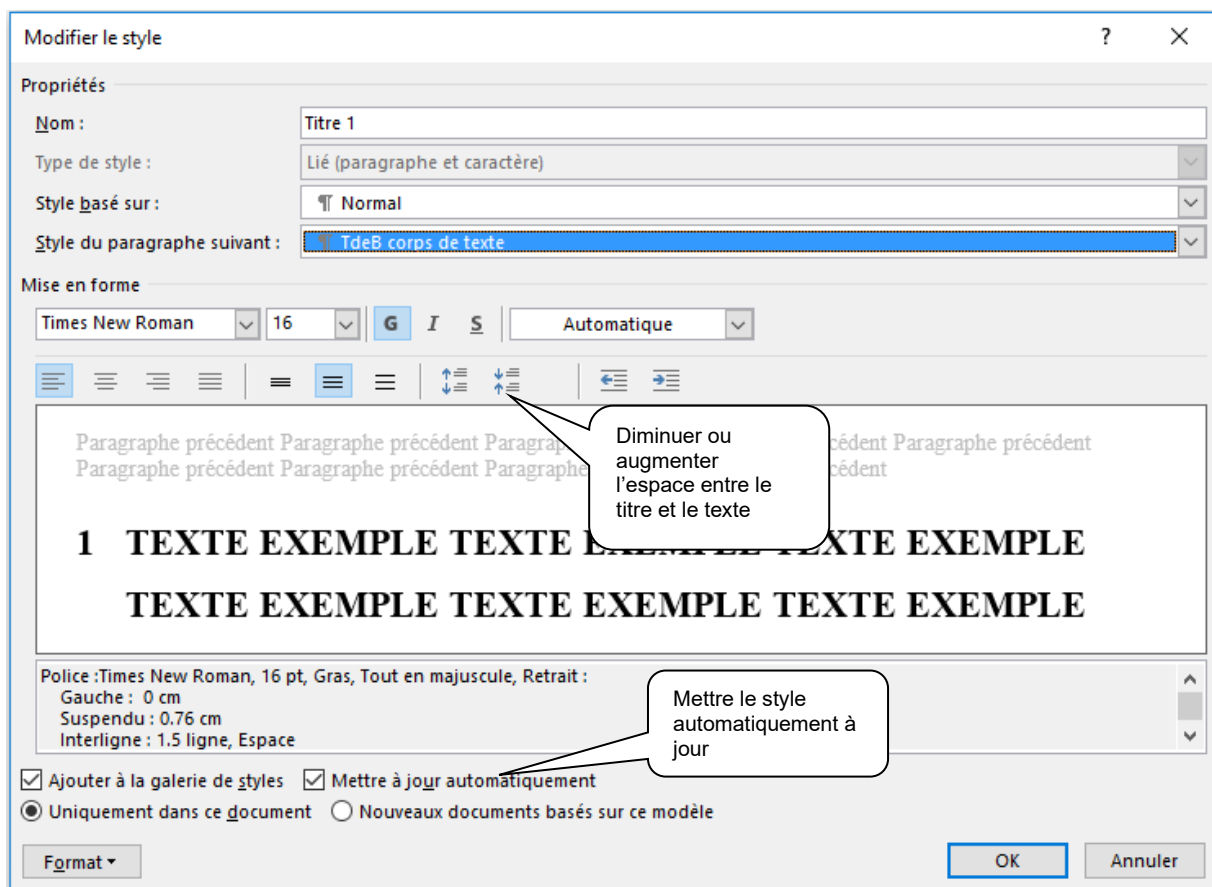 Modifier le style
?
Propriétés
Nom :
Titre 1
Type de style :
Lié (paragraphe et caractère)
Style basé sur :
¶ Normal
Style du paragraphe suivant :
¶ TdeB corps de texte
Mise en forme
Times New Roman
16
G
I
S
Automatique
Diminuer ou
augmenter
l’espace entre le
titre et le texte
Paragraphe précédent Paragraphe précédent Paragrap cédent Paragraphe précédent
Paragraphe précédent Paragraphe précédent Paragraphe cédent
1 TEXTE EXEMPLE TEXTE EXEMPLE TEXTE EXEMPLE
TEXTE EXEMPLE TEXTE EXEMPLE TEXTE EXEMPLE
Police :Times New Roman, 16 pt, Gras, Tout en majuscule, Retrait :
Gauche : 0 cm
Suspendu : 0.76 cm
Interligne : 1.5 ligne, Espace
Mettre le style
automatiquement à
jour
Ajouter à la galerie de styles
Mettre à jour automatiquement
Uniquement dans ce document
Nouveaux documents basés sur ce modèle
Format
OK
Annuler